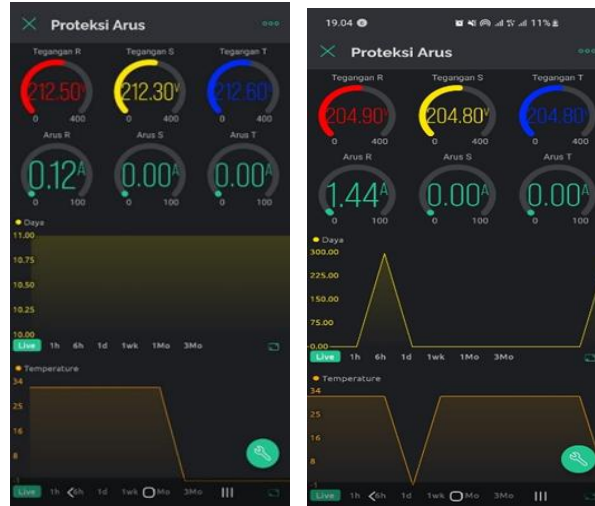 Proteksi Arus
Tegangan R Tegangan S Tegangan T
212.50V 212.30V 212.60V
0 400 0 400 0 400
Arus R Arus S Arus T
0.12A 0.00A 0.00A
0 100 0 100 0 100
Daya
11.00
10.75
10.50
10.25
10.00
Live 1h 6h 1d 1wk 1Mo 3Mo
Temperature
34
25
16
8
-1
Live 1h 6h 1d 1wk Mo 3Mo
19.04 11%
Proteksi Arus
Tegangan R Tegangan S Tegangan T
204.90V 204.80V 204.80V
0 400 0 400 0 400
Arus R Arus S Arus T
1.44A 0.00A 0.00A
0 100 0 100 0 100
Daya
300.00
225.00
150.00
75.00
0.00
Live 1h 6h 1d 1wk 1Mo 3Mo
Temperature
34
25
16
8
-1
Live 1h 6h 1d 1wk Mo 3Mo